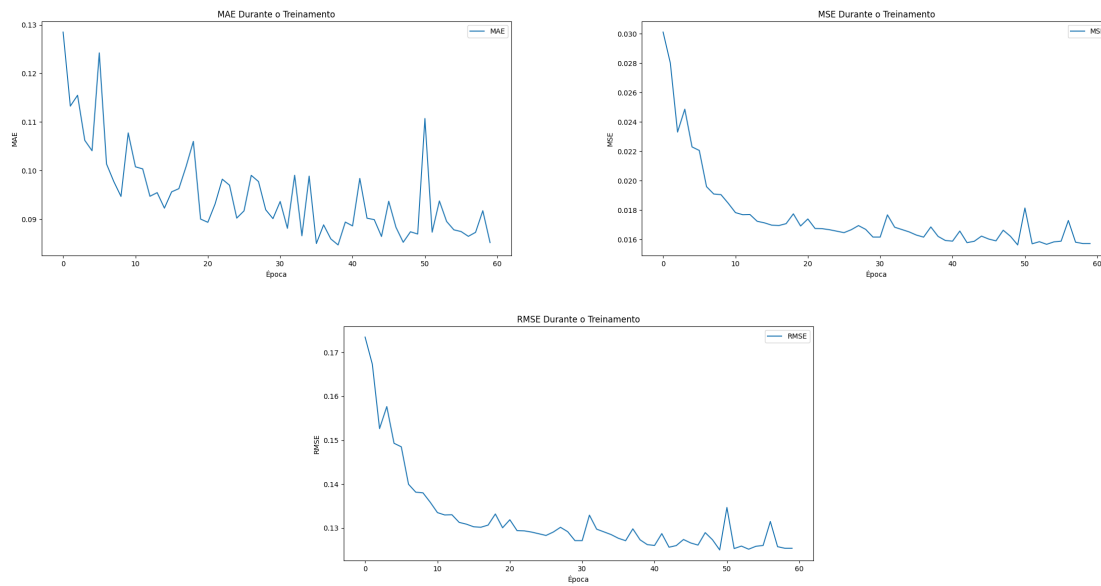 MAE Durante o Treinamento
MAE
0.13
0.12
0.11
0.10
0.09
MAE
0 10 20 30 40 50 60
Época
MSE Durante o Treinamento
MS
0.030
0.028
0.026
0.024
0.022
0.020
0.018
0.016
MSE
0 10 20 30 40 50 60
Época
RMSE Durante o Treinamento
RMSE
0.17
0.16
0.15
0.14
0.13
RMSE
0 10 20 30 40 50 60
Época